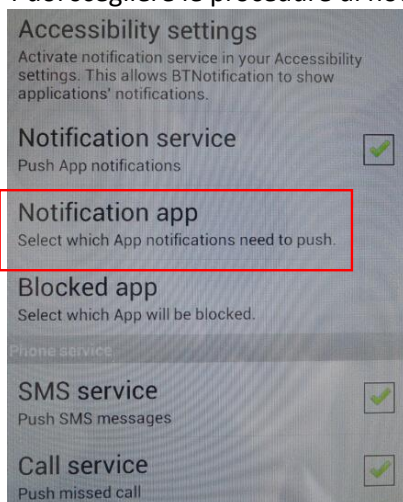 Accessibility settings
Activate notification service in your Accessibility
settings. This allows BTNotification to show
applications' notifications.
Notification service
Push App notifications
Notification app
Select which App notifications need to push.
Blocked app
Select which App will be blocked.
Phone service
SMS service
Push SMS messages
Call service
Push missed call